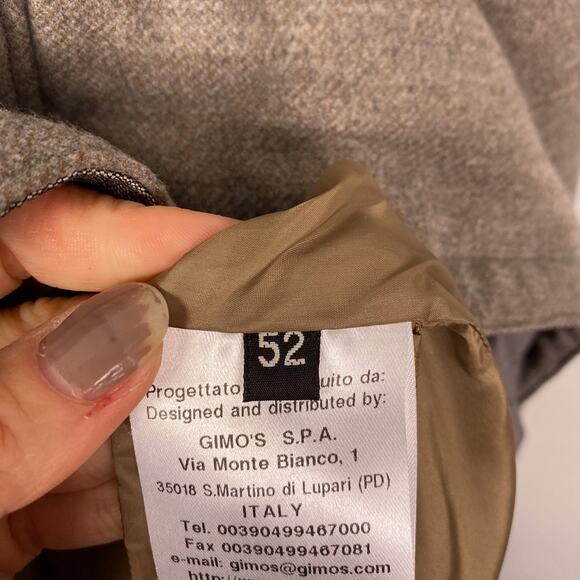 52
Progettato uito da:
Designed and distributed by:
GIMO'S S.P.A.
Via Monte Bianco, 1
35018 S.Martino di Lupari (PD)
ITALY
Tel. 00390499467000
Fax 00390499467081
e-mail: gimos@gimos.com